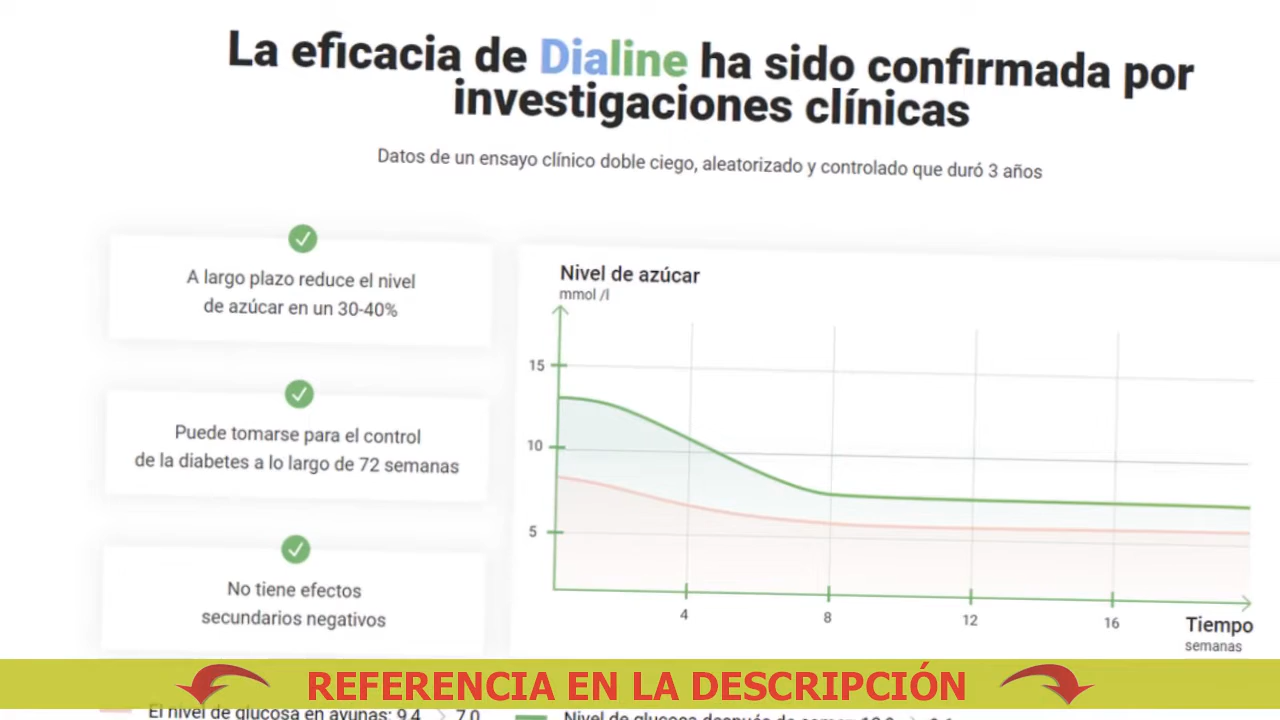 La eficacia de Dialine ha sido confirmada por
investigaciones clínicas
Datos de un ensayo clínico doble ciego, aleatorizado y controlado que duró 3 años
A largo plazo reduce el nivel
de azúcar en un 30-40%
Puede tomarse para el control
de la diabetes a lo largo de 72 semanas
No tiene efectos
secundarios negativos
Nivel de azúcar
mmol /l
15
10
5
4
8
12
16
Tiempo
semanas
El nivel de glucosa en ayunas: 9.4 > 7.0
Nivel de glucosa después de comer:
REFERENCIA EN LA DESCRIPCIÓN